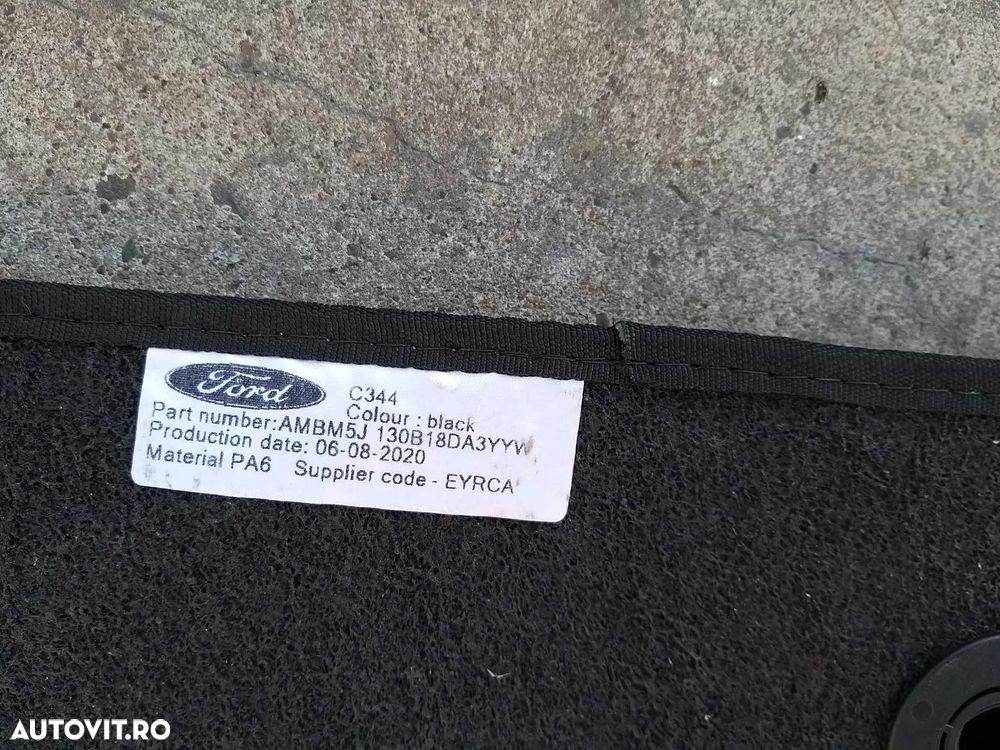 Ford
C344
Colour : black
Part number:AMBM5J 130B18DA3YYW
Production date: 06-08-2020
Material PA6 Supplier code - EYRCA
AUTOVIT.RO